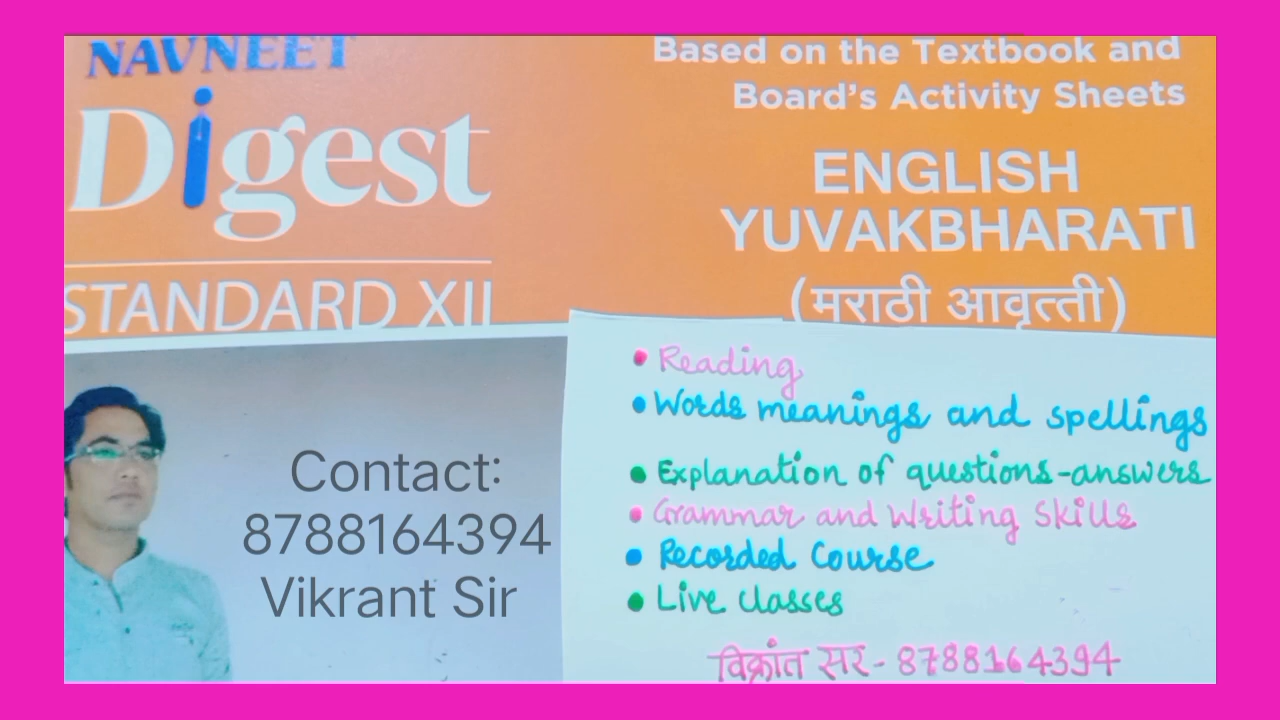 NAVNEET
Digest
STANDARD XII
Based on the Textbook and
Board's Activity Sheets
ENGLISH
YUVAKBHARATI
(मराठी आवृत्ती)
Contact:
8788164394
Vikrant Sir
• Reading
• Words meanings and spellings
• Explanation of questions-answers
• Grammar and Writing Skills
• Recorded Course
• Live classes
विक्रांत सर - 8788164394